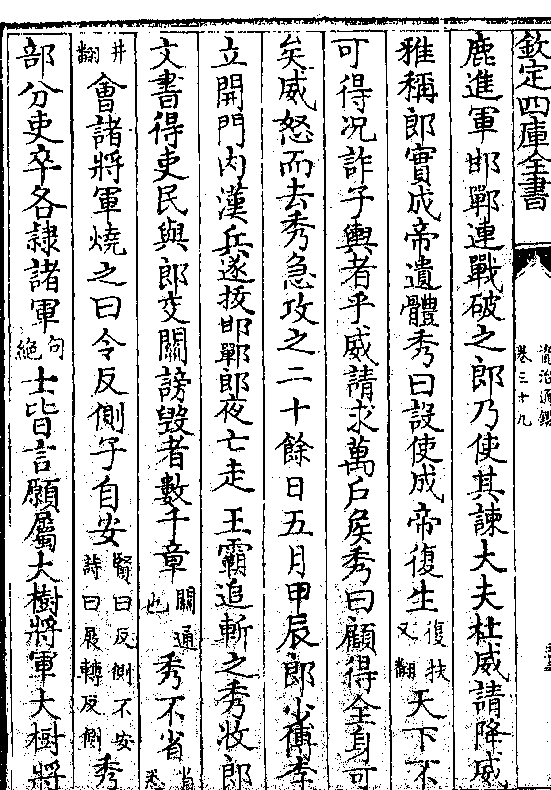 欽定四庫全書
資治通鑑
卷三十九
鹿進軍邯鄲連戰破之郎乃使其諫大夫杜威請降威
雅稱郎實成帝遺體秀曰設使成帝復生復扶又翻天下不
可得况詐子輿者乎威請求萬户侯秀曰顧得全身可
矣威怒而去秀急攻之二十餘日五月甲辰郎少傅李
立開門内漢兵遂拔邯鄲郎夜亡走王霸追斬之秀收郎
文書得吏民與郎交關謗毁者數千章關通也秀不省省悉
井翻會諸將軍燒之曰令反側子自安賢曰反側不安詩曰展轉反側秀
部分吏卒各隷諸軍句絶士皆言願屬大樹將軍大樹將